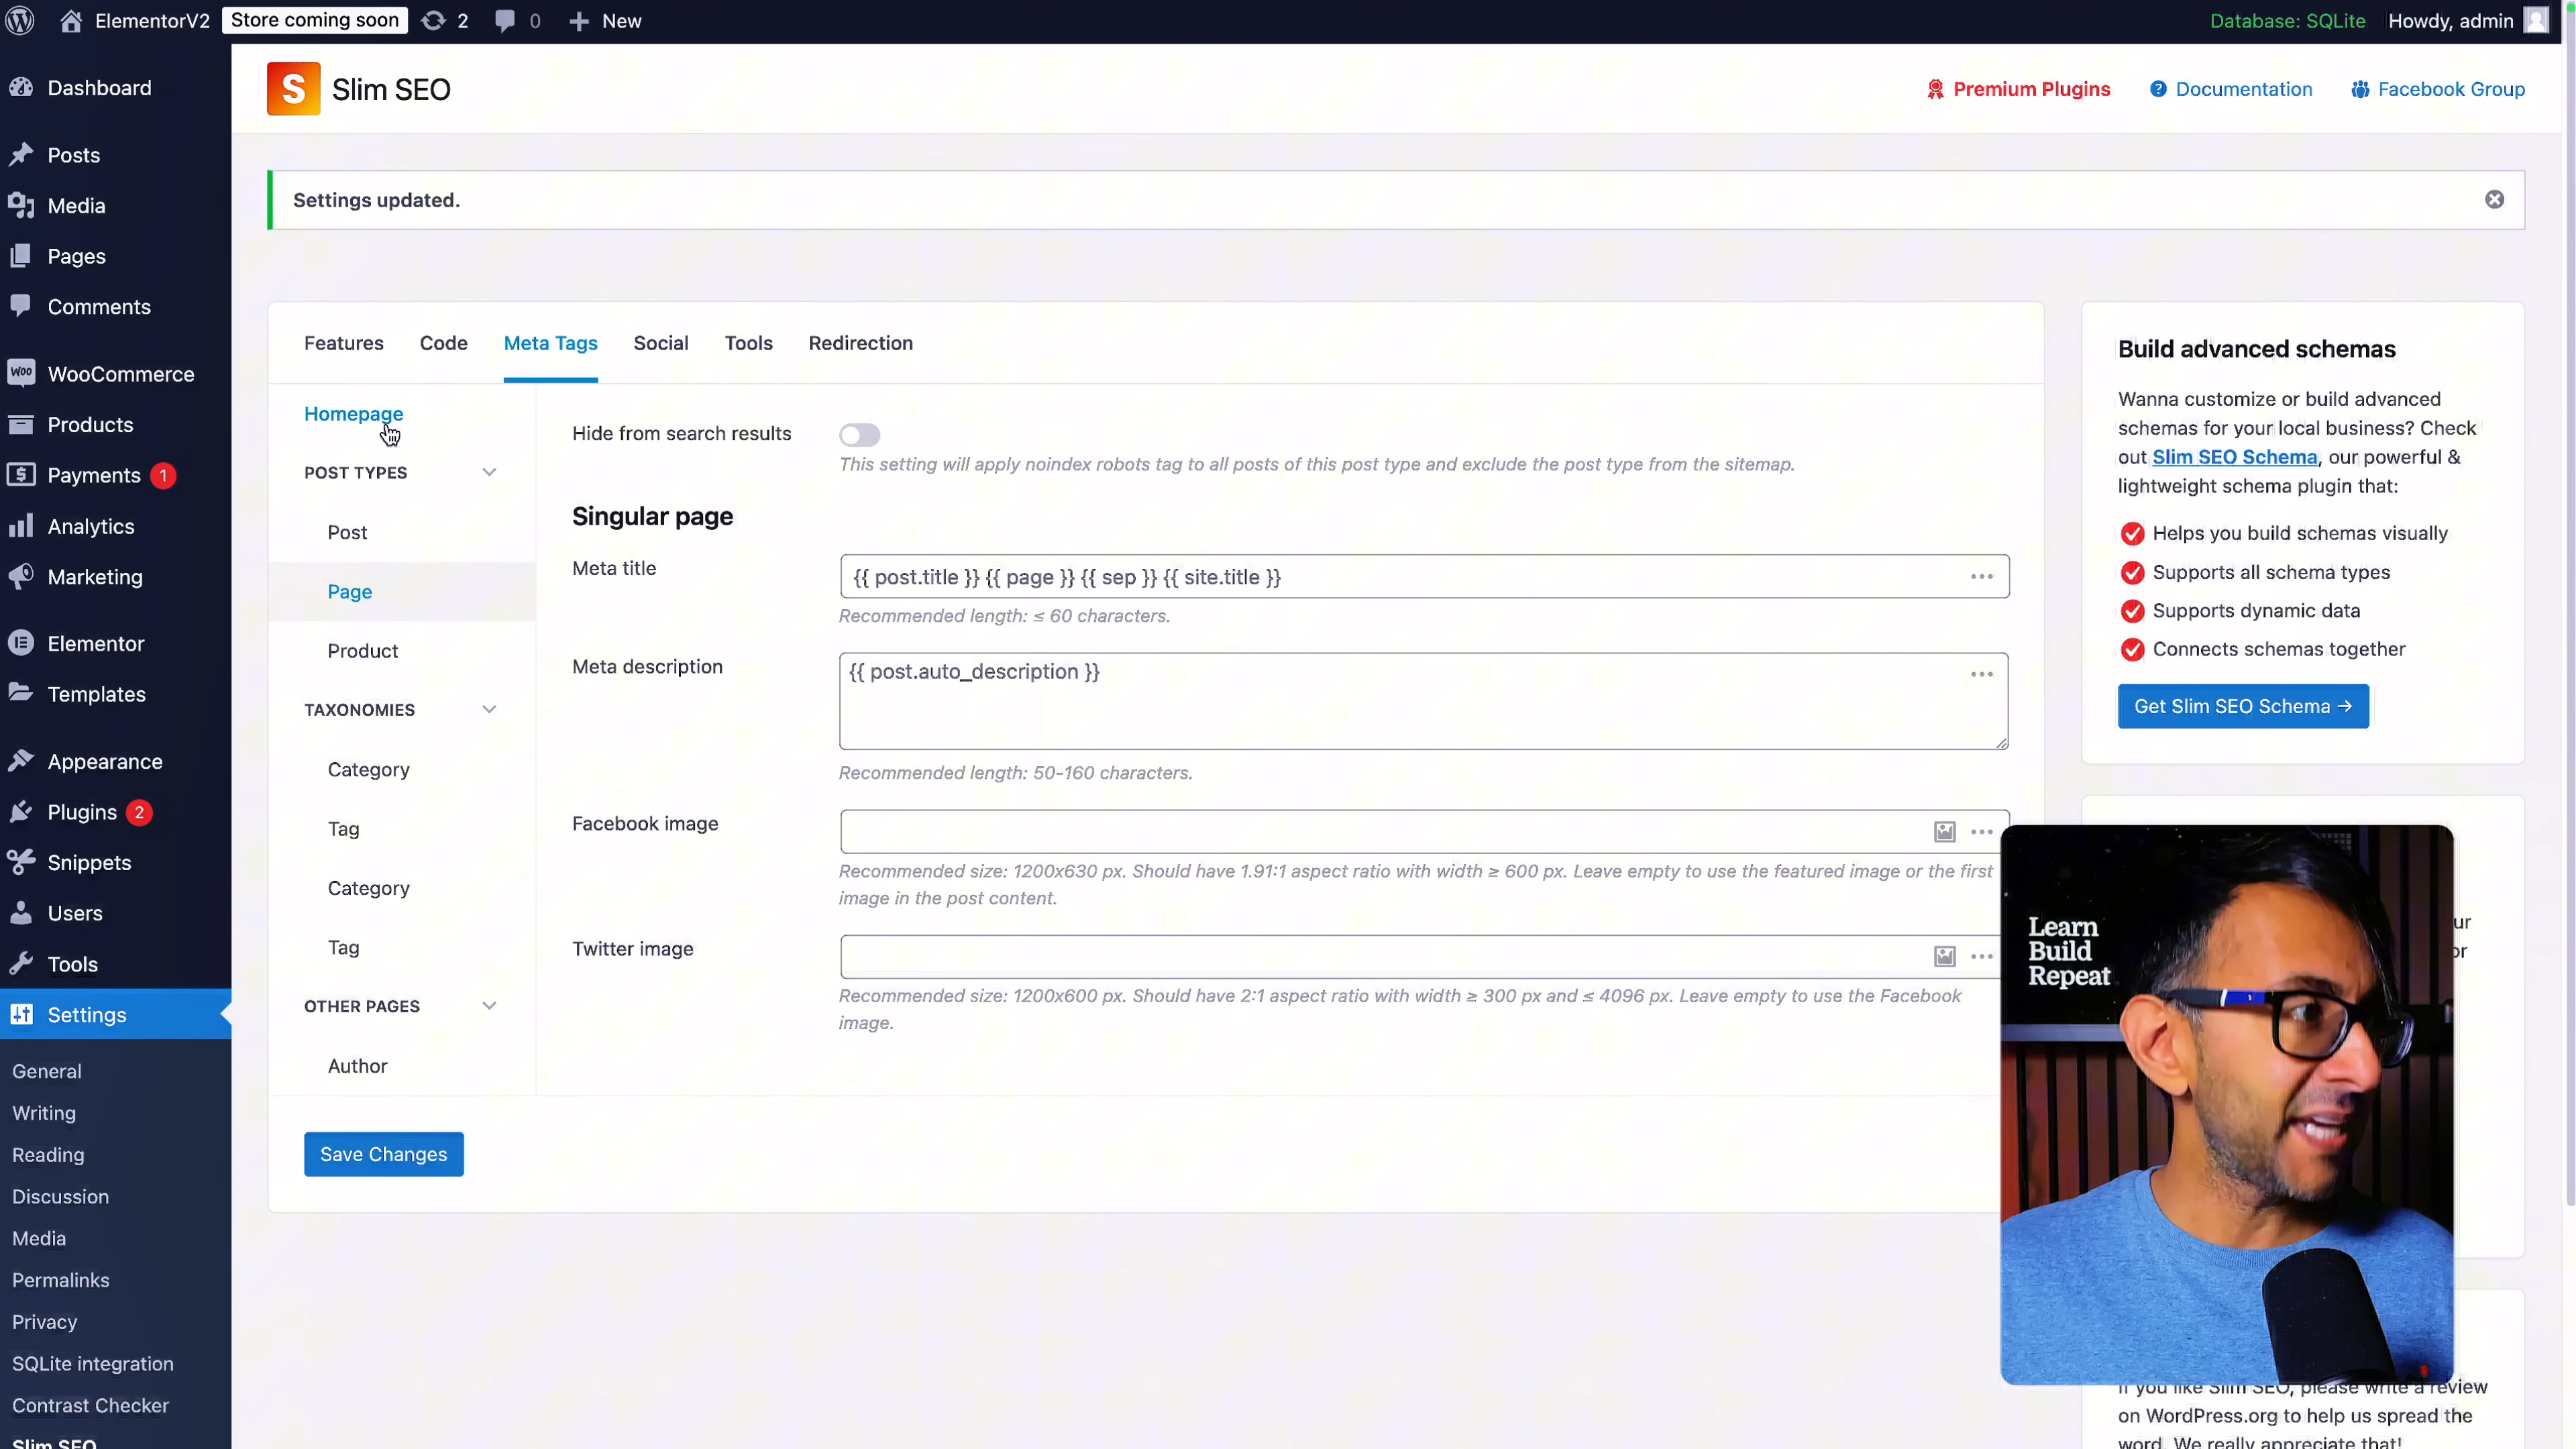 ElementorV2 Store coming soon 2 0 New Database: SQLite Howdy, admin
Dashboard
Posts
Media
Pages
Comments
WooCommerce
Products
Payments 1
Analytics
Marketing
Elementor
Templates
Appearance
Plugins 2
Snippets
Users
Tools
Settings
General
Writing
Reading
Discussion
Media
Permalinks
Privacy
SQLite integration
Contrast Checker
Slim SEO
S Slim SEO
Premium Plugins Documentation Facebook Group
Settings updated.
Features Code Meta Tags Social Tools Redirection
Homepage
POST TYPES
Post
Page
Product
TAXONOMIES
Category
Tag
Category
Tag
OTHER PAGES
Author
Hide from search results
This setting will apply noindex robots tag to all posts of this post type and exclude the post type from the sitemap.
Singular page
Meta title
{{ post.title }} {{ page }} {{ sep }} {{ site.title }}
Recommended length: ≤ 60 characters.
Meta description
{{ post.auto_description }}
Recommended length: 50-160 characters.
Facebook image
Recommended size: 1200x630 px. Should have 1.91:1 aspect ratio with width ≥ 600 px. Leave empty to use the featured image or the first
image in the post content.
Twitter image
Recommended size: 1200x600 px. Should have 2:1 aspect ratio with width ≥ 300 px and ≤ 4096 px. Leave empty to use the Facebook
image.
Save Changes
Build advanced schemas
Wanna customize or build advanced
schemas for your local business? Check
out Slim SEO Schema, our powerful &
lightweight schema plugin that:
Helps you build schemas visually
Supports all schema types
Supports dynamic data
Connects schemas together
Get Slim SEO Schema →
Learn
Build
Repeat
If you like Slim SEO, please write a review
on WordPress.org to help us spread the
word. We really appreciate that!